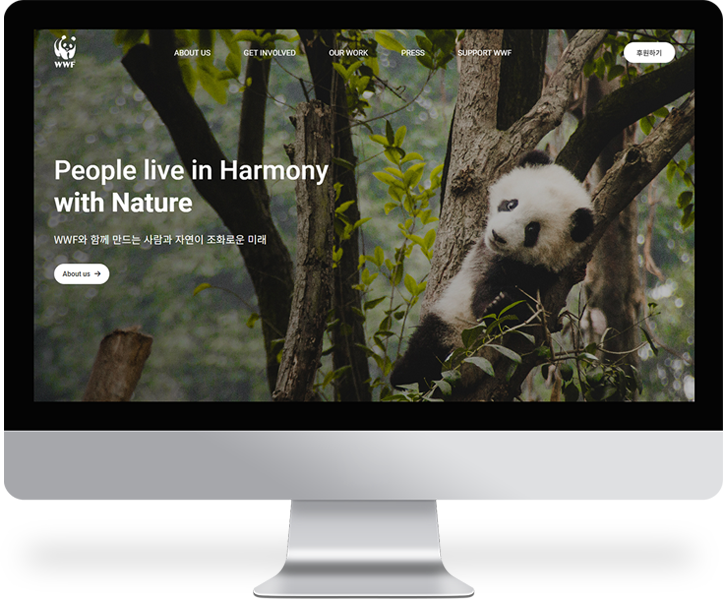 WWF
ABOUT US
GET INVOLVED
OUR WORK
PRESS
SUPPORT WWF
후원하기
People live in Harmony
with Nature
WWF와 함께 만드는 사람과 자연이 조화로운 미래
About us →